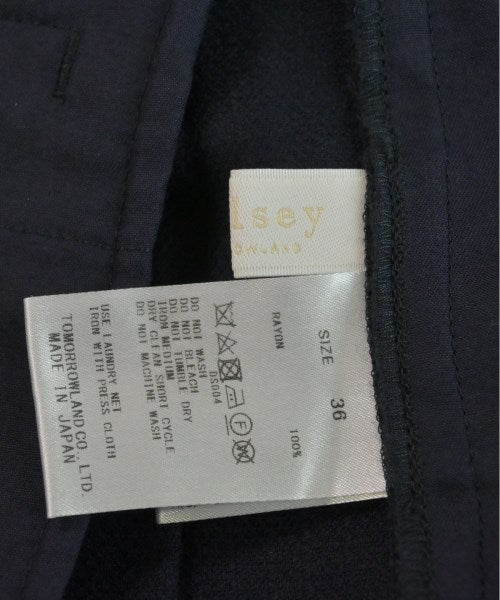 lsey
OWLAND
SIZE 36
RAYON 100%
DS004
DO NOT WASH
DO NOT BLEACH
DO NOT TUMBLE DRY
IRON MEDIUM
DRY CLEAN SHORT CYCLE
DO NOT MACHINE WASH
USE LAUNDRY NET
IRON WITH PRESS CLOTH
TOMORROWLAND CO., LTD.
MADE IN JAPAN